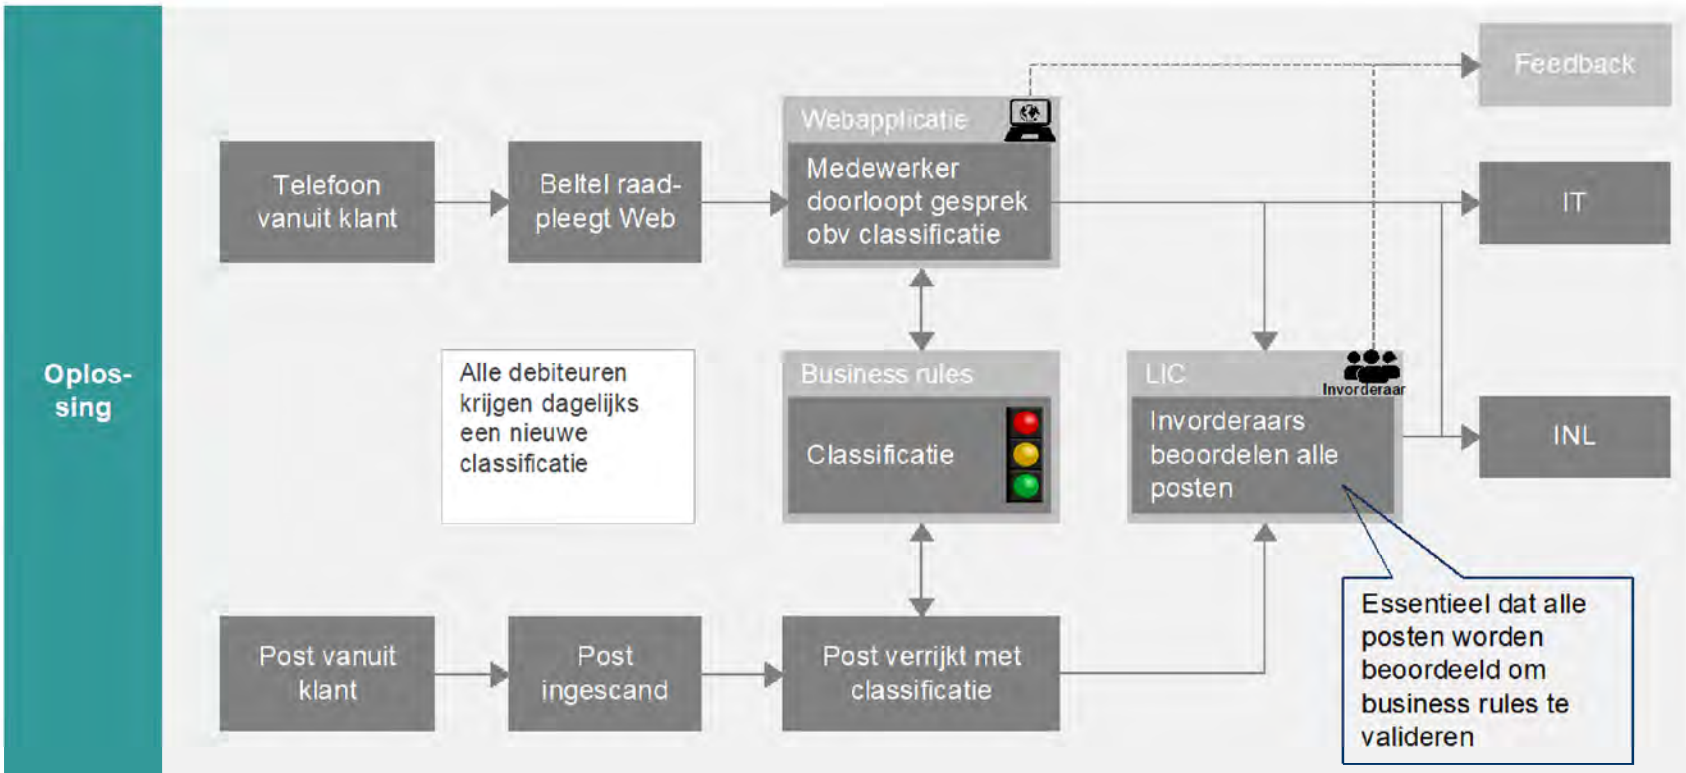 Oplos-
sing
Feedback
Webapplicatie
Telefoon
vanuit klant
Beltel raad-
pleegt Web
Medewerker
doorloopt gesprek
obv classificatie
IT
Alle debiteuren
krijgen dagelijks
een nieuwe
classificatie
Business rules
Classificatie
LIC
Invorderaar
Invorderaars
beoordelen alle
posten
INL
Post vanuit
klant
Post
ingescand
Post verrijkt met
classificatie
Essentieel dat alle
posten worden
beoordeeld om
business rules te
valideren